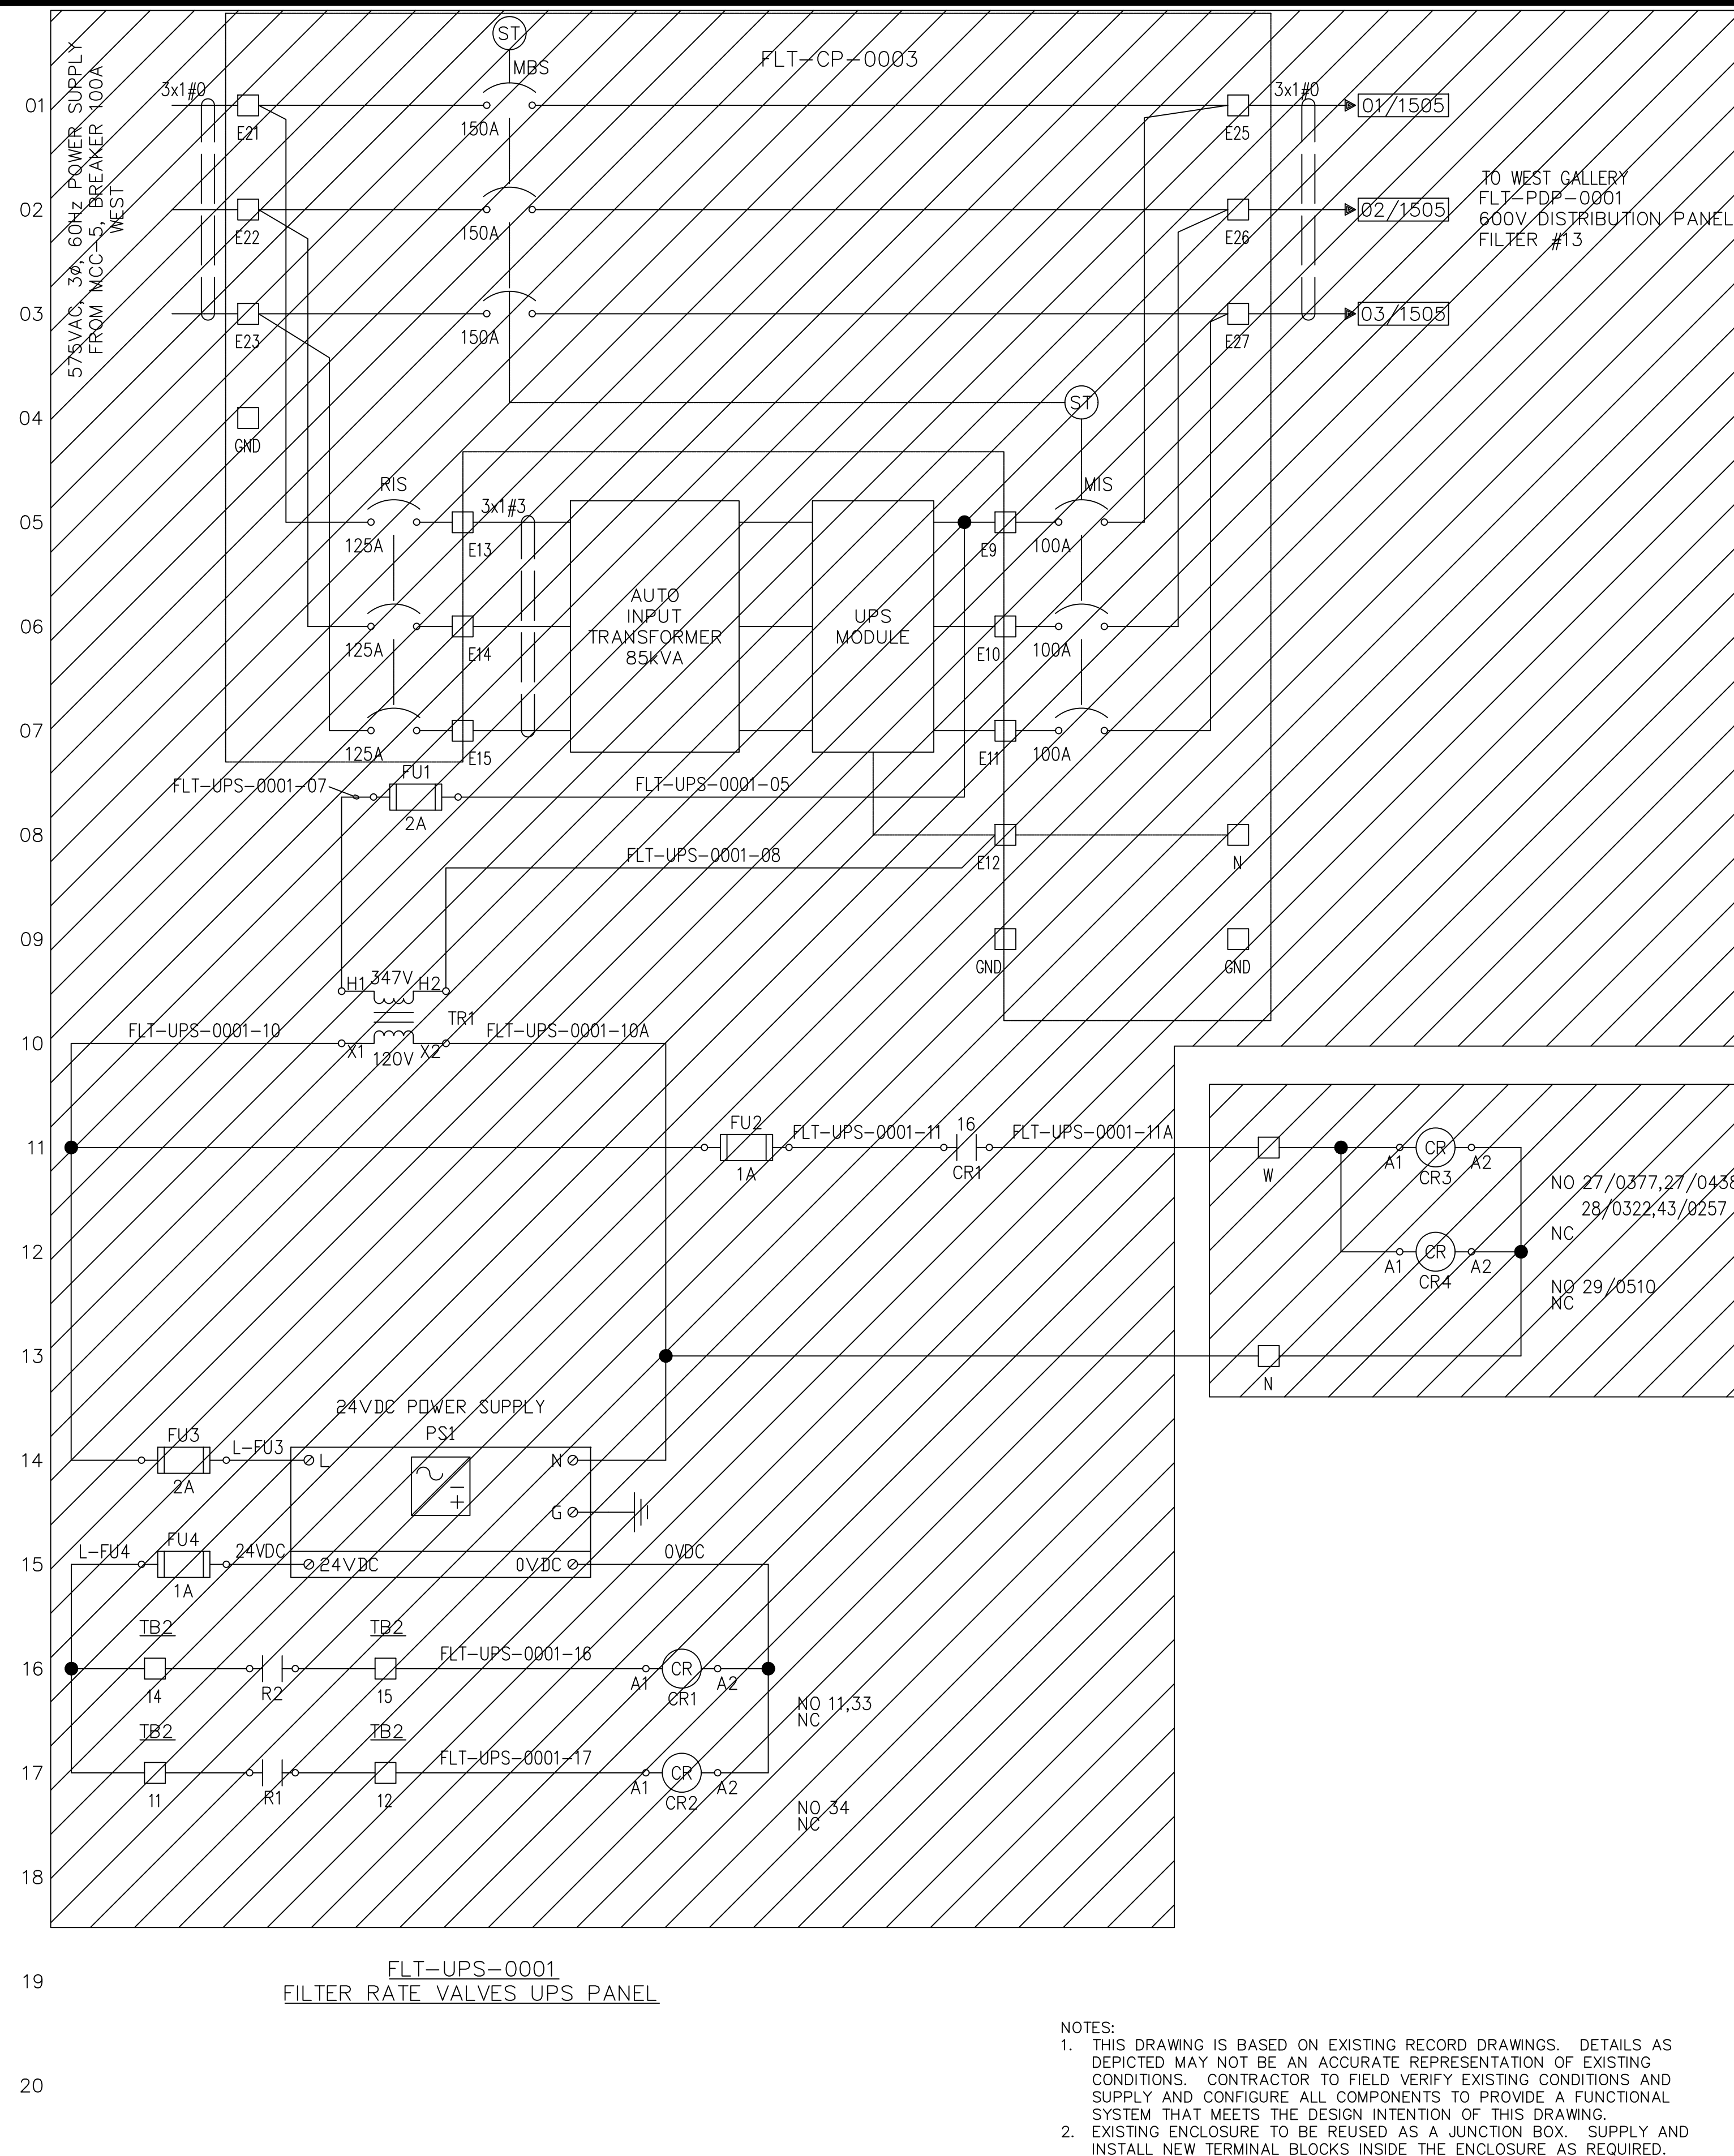 ST
MBS
FLT-CP-0003
575VAC, 3ø, 60Hz POWER SUPPLY
FROM MCC-5, BREAKER 100A
WEST
01
3x1#0
E21
150A
E25
3x1#0
01/1505
02
E22
150A
E26
02/1505
TO WEST GALLERY
FLT-PDP-0001
600V DISTRIBUTION PANEL
FILTER #13
03
E23
150A
E27
03/1505
04
GND
ST
RIS
MIS
05
125A
3x1#3
E13
E9
100A
06
125A
E14
AUTO
INPUT
TRANSFORMER
85kVA
UPS
MODULE
E10
100A
07
125A
E15
E11
100A
FLT-UPS-0001-07
FU1
2A
FLT-UPS-0001-05
08
FLT-UPS-0001-08
E12
N
09
GND
GND
H1
347V
H2
TR1
10
FLT-UPS-0001-10
X1
120V
X2
FLT-UPS-0001-10A
11
FU2
1A
FLT-UPS-0001-11
16
CR1
FLT-UPS-0001-11A
W
A1
CR
A2
CR3
NO 27/0377,27/0438
28/0322,43/0257
NC
12
A1
CR
A2
CR4
NO 29/0510
NC
13
N
24VDC POWER SUPPLY
PS1
14
FU3
2A
L-FU3
L
N
G
15
L-FU4
FU4
1A
24VDC
24VDC
0VDC
0VDC
16
TB2
14
R2
TB2
15
FLT-UPS-0001-16
A1
CR
A2
CR1
NO 11,33
NC
17
TB2
11
R1
TB2
12
FLT-UPS-0001-17
A1
CR
A2
CR2
NO 34
NC
18
19
FLT-UPS-0001
FILTER RATE VALVES UPS PANEL
20
NOTES:
1. THIS DRAWING IS BASED ON EXISTING RECORD DRAWINGS. DETAILS AS
DEPICTED MAY NOT BE AN ACCURATE REPRESENTATION OF EXISTING
CONDITIONS. CONTRACTOR TO FIELD VERIFY EXISTING CONDITIONS AND
SUPPLY AND CONFIGURE ALL COMPONENTS TO PROVIDE A FUNCTIONAL
SYSTEM THAT MEETS THE DESIGN INTENTION OF THIS DRAWING.
2. EXISTING ENCLOSURE TO BE REUSED AS A JUNCTION BOX. SUPPLY AND
INSTALL NEW TERMINAL BLOCKS INSIDE THE ENCLOSURE AS REQUIRED.